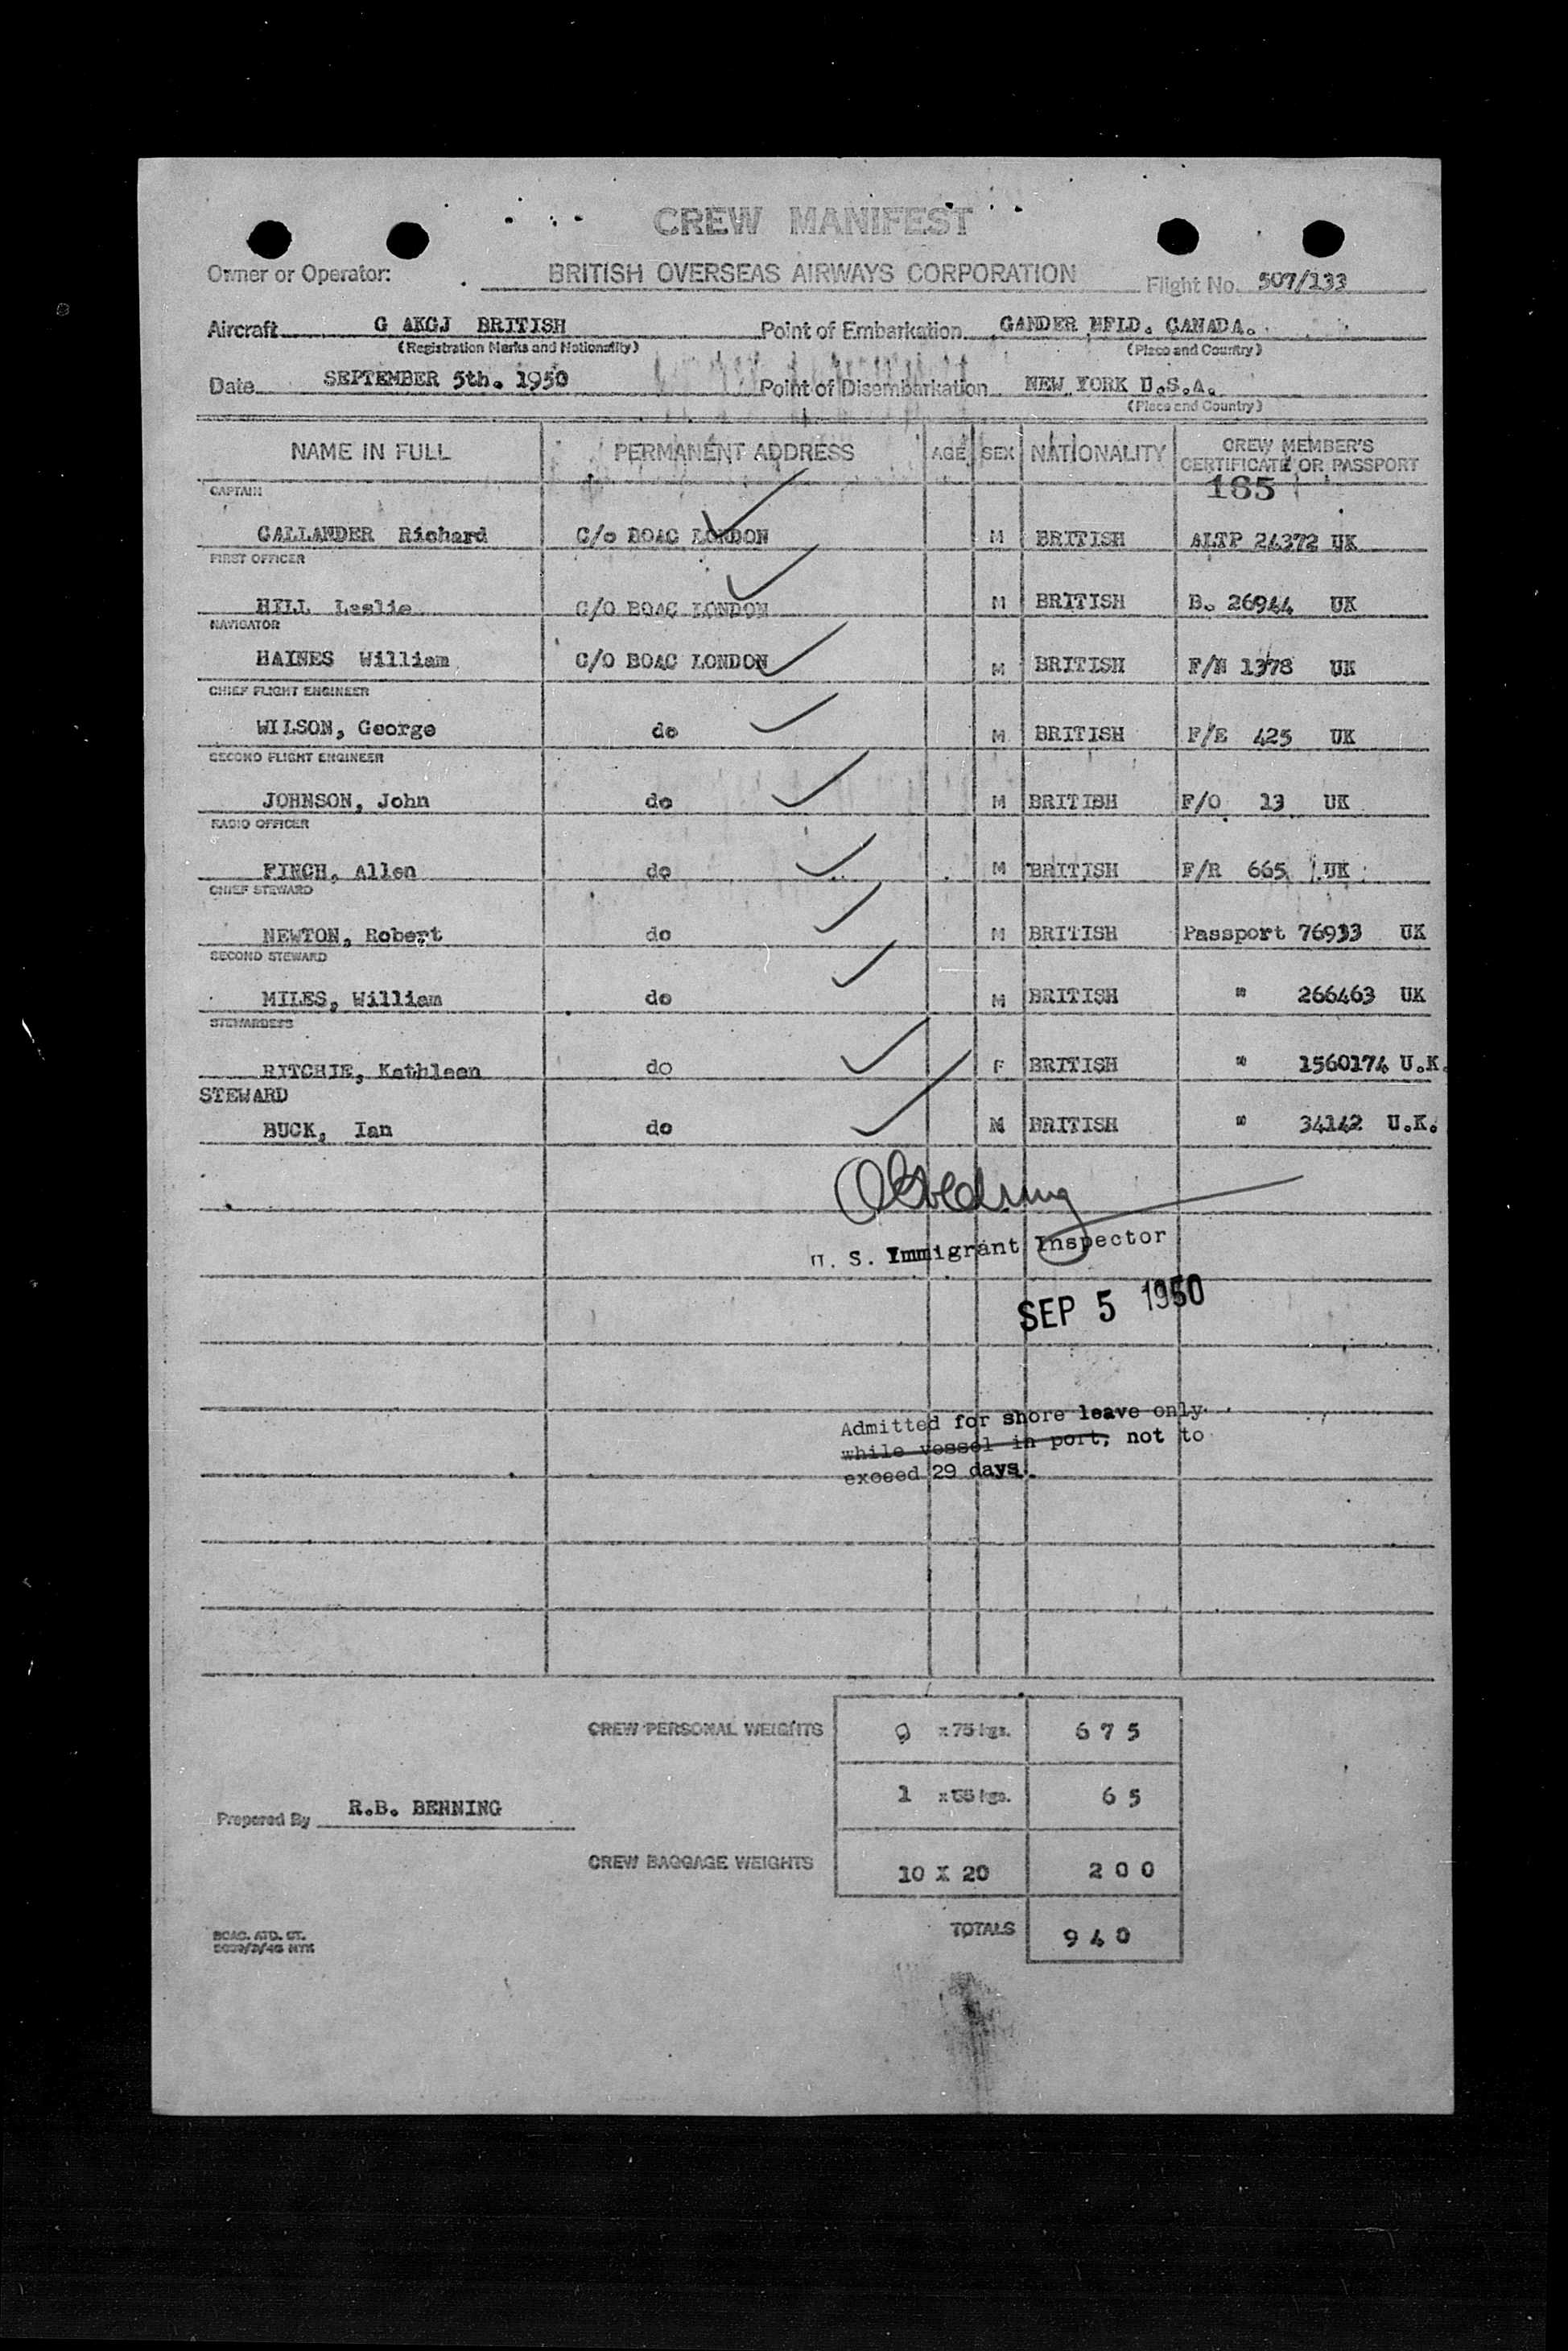 CREW MANIFEST
Owner or Operator: BRITISH OVERSEAS AIRWAYS CORPORATION Flight No. 507/133
Aircraft G AKGJ BRITISH Point of Embarkation GANDER NFLD. CANADA.
(Registration Marks and Nationality) (Place and Country)
Date SEPTEMBER 5th. 1950 Point of Disembarkation NEW YORK U.S.A.
(Place and Country)
NAME IN FULL PERMANENT ADDRESS AGE SEX NATIONALITY CREW MEMBER'S CERTIFICATE OR PASSPORT
165
CAPTAIN
CALLANDER Richard C/o BOAC LONDON M BRITISH ALTP 24372 UK
FIRST OFFICER
HILL Leslie C/O BOAC LONDON M BRITISH B. 26944 UK
NAVIGATOR
HAINES William C/O BOAC LONDON M BRITISH F/N 1378 UK
CHIEF FLIGHT ENGINEER
WILSON, George do M BRITISH F/E 425 UK
SECOND FLIGHT ENGINEER
JOHNSON, John do M BRITIBH F/O 13 UK
RADIO OFFICER
FINCH, Allen do M BRITISH F/R 665 UK
CHIEF STEWARD
NEWTON, Robert do M BRITISH Passport 76933 UK
SECOND STEWARD
MILES, William do M BRITISH " 266463 UK
STEWARDESS
RITCHIE, Kathleen do F BRITISH " 1560174 U.K.
STEWARD
BUCK, Ian do M BRITISH " 34142 U.K.
U. S. Immigrant Inspector
SEP 5 1950
Admitted for shore leave only
while vessel in port, not to
exceed 29 days.
CREW PERSONAL WEIGHTS 9 x 75 kgs. 675
1 x 65 kgs. 65
Prepared By R.B. BENNING
CREW BAGGAGE WEIGHTS 10 X 20 200
TOTALS 940
BOAC. ATD. CT.